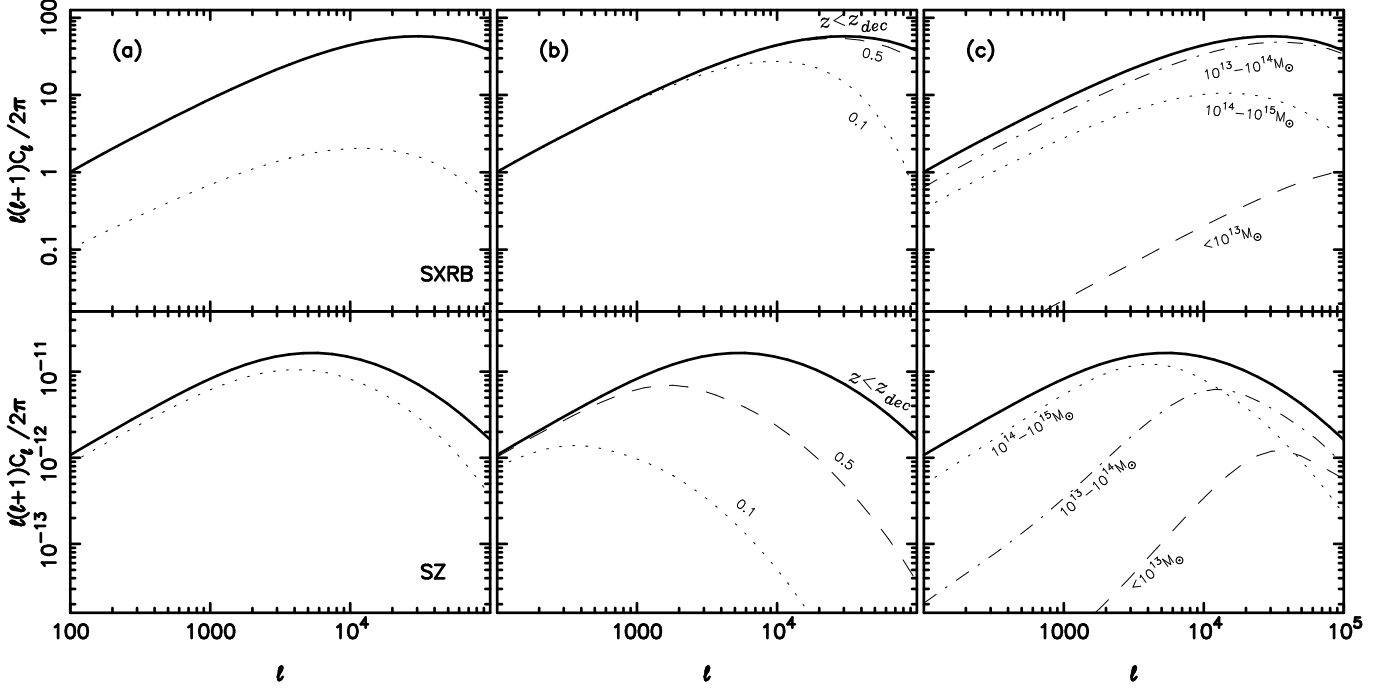 100
10
1
0.1
ℓ(ℓ+1)Cℓ/2π
(a)
SXRB
(b)
z<z_dec
0.5
0.1
(c)
10^13−10^14M⊙
10^14−10^15M⊙
<10^13M⊙
10^−11
10^−12
10^−13
ℓ(ℓ+1)Cℓ/2π
SZ
z<z_dec
0.5
0.1
10^14−10^15M⊙
10^13−10^14M⊙
<10^13M⊙
100 1000 10^4
1000 10^4
1000 10^4 10^5
ℓ ℓ ℓ